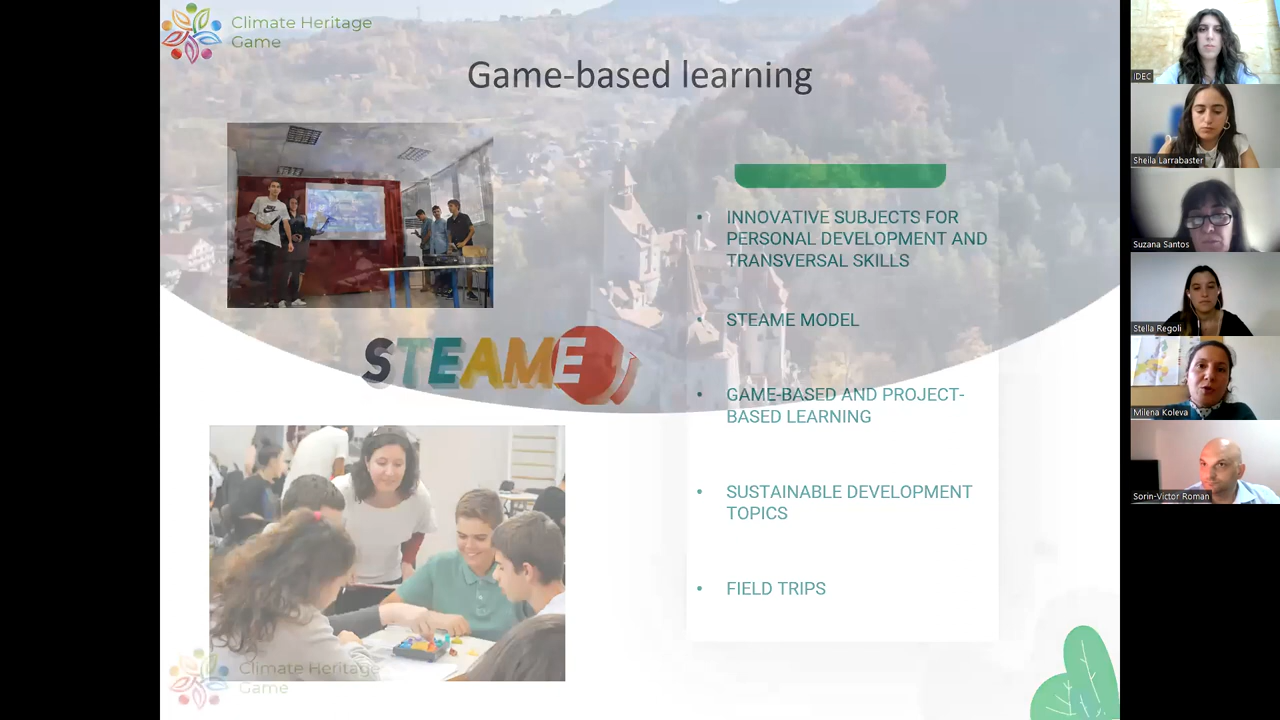 Climate Heritage
Game
Game-based learning
• INNOVATIVE SUBJECTS FOR
PERSONAL DEVELOPMENT AND
TRANSVERSAL SKILLS
• STEAME MODEL
STEAME
• GAME-BASED AND PROJECT-
BASED LEARNING
• SUSTAINABLE DEVELOPMENT
TOPICS
• FIELD TRIPS
Climate Heritage
Game
IDEC
Sheila Larrabaster
Suzana Santos
Stella Regoli
Milena Koleva
Sorin-Victor Roman